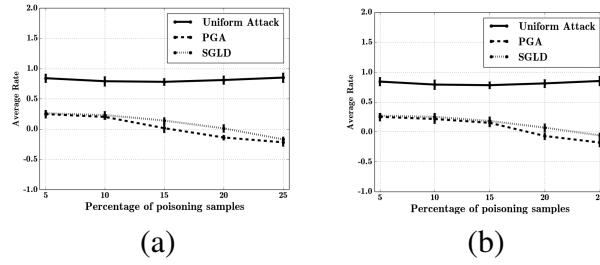 2.0
1.5
1.0
0.5
0.0
-0.5
-1.0
Average Rate
Uniform Attack
PGA
SGLD
5 10 15 20 25
Percentage of poisoning samples
(a)
2.0
1.5
1.0
0.5
0.0
-0.5
-1.0
Average Rate
Uniform Attack
PGA
SGLD
5 10 15 20 25
Percentage of poisoning samples
(b)